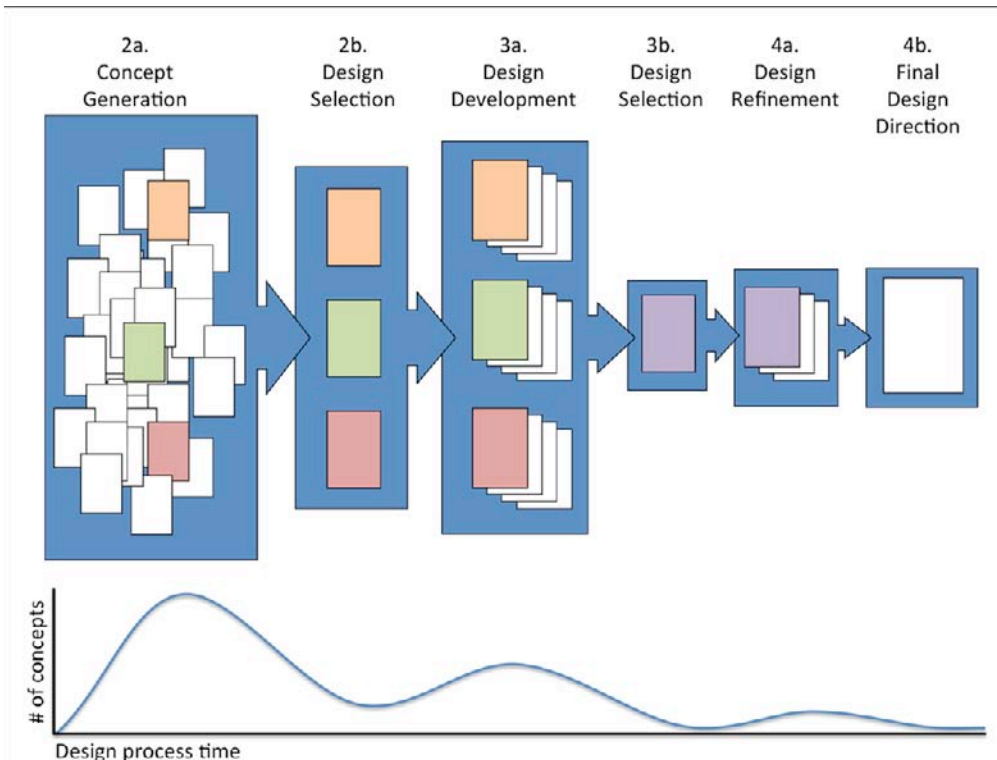 2a.
Concept
Generation
2b.
Design
Selection
3a.
Design
Development
3b.
Design
Selection
4a.
Design
Refinement
4b.
Final
Design
Direction
# of concepts
Design process time